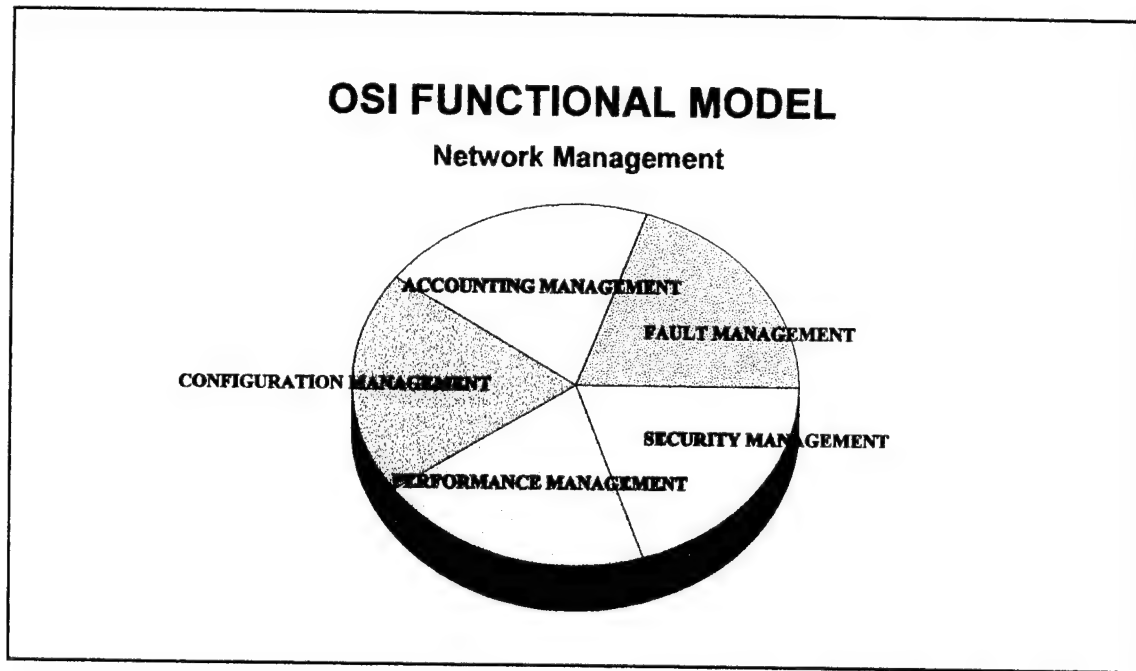 OSI FUNCTIONAL MODEL
Network Management
ACCOUNTING MANAGEMENT
FAULT MANAGEMENT
CONFIGURATION MANAGEMENT
SECURITY MANAGEMENT
PERFORMANCE MANAGEMENT